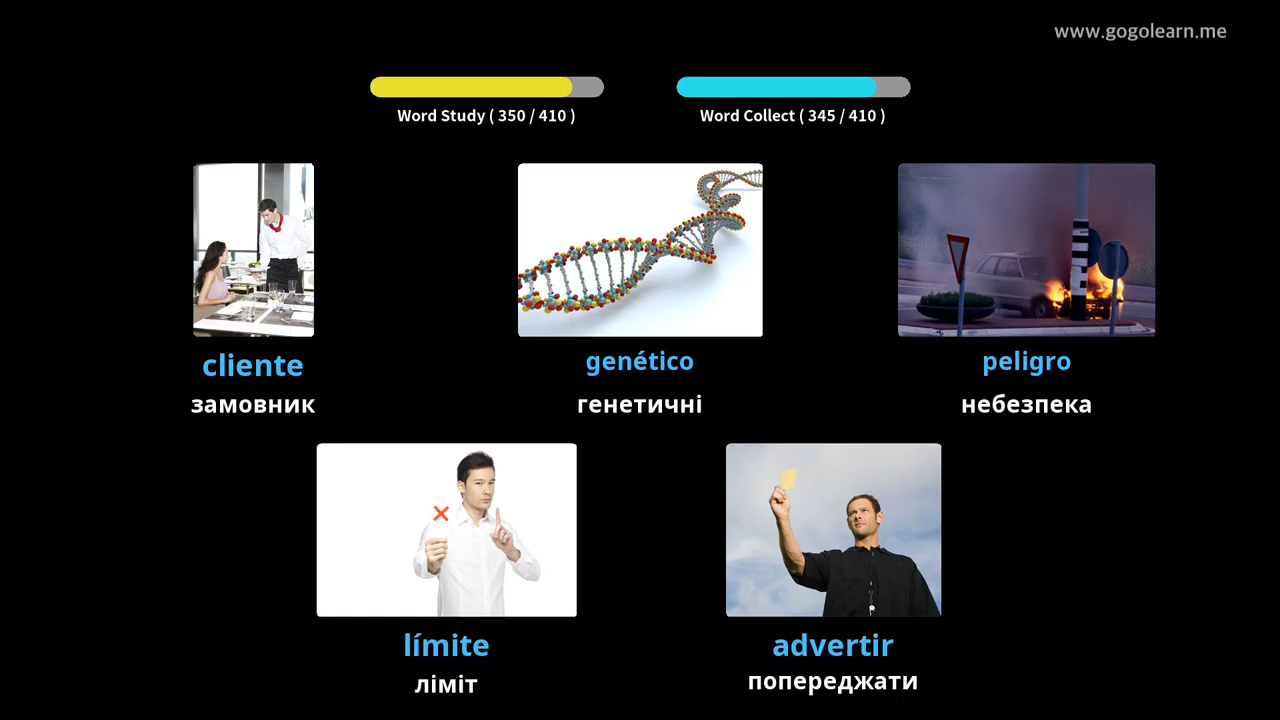 www.gogolearn.me
Word Study ( 350 / 410 )
Word Collect ( 345 / 410 )
cliente
замовник
genético
генетичні
peligro
небезпека
límite
ліміт
advertir
попереджати